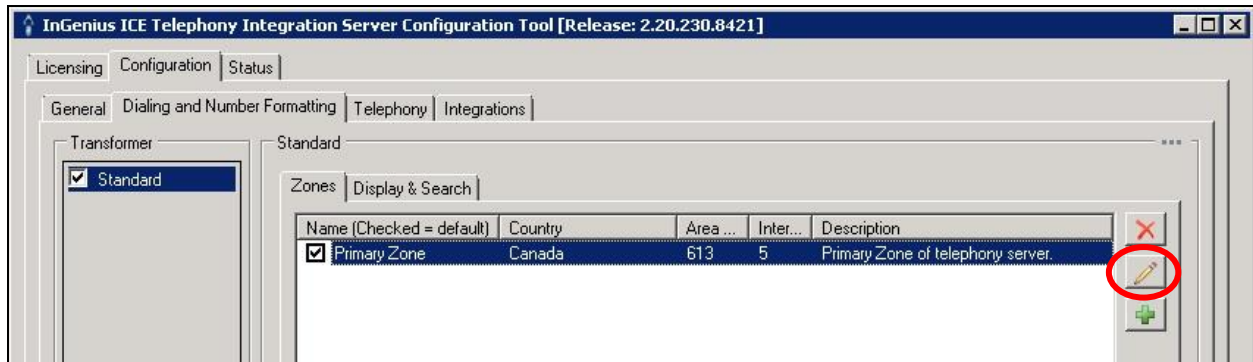 InGenius ICE Telephony Integration Server Configuration Tool [Release: 2.20.230.8421]
Licensing Configuration Status
General Dialing and Number Formatting Telephony Integrations
Transformer Standard
Standard
Zones Display & Search
Name (Checked = default) Country Area ... Inter... Description
Primary Zone Canada 613 5 Primary Zone of telephony server.